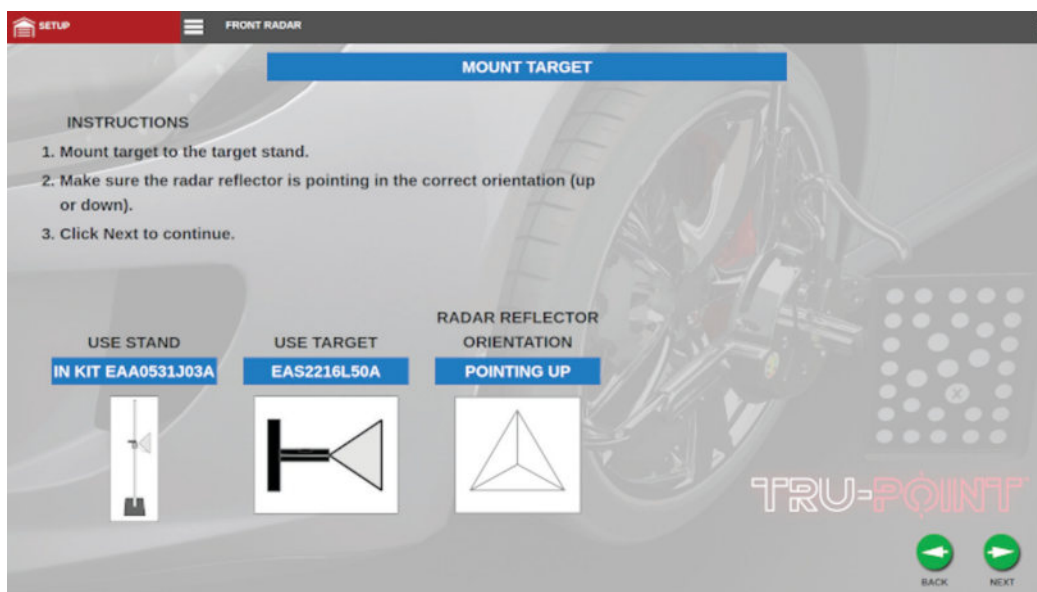 SETUP
FRONT RADAR
MOUNT TARGET
INSTRUCTIONS
1. Mount target to the target stand.
2. Make sure the radar reflector is pointing in the correct orientation (up
or down).
3. Click Next to continue.
USE STAND
IN KIT EAA0531J03A
USE TARGET
EAS2216L50A
RADAR REFLECTOR
ORIENTATION
POINTING UP
X
TRU-POINT
BACK
NEXT